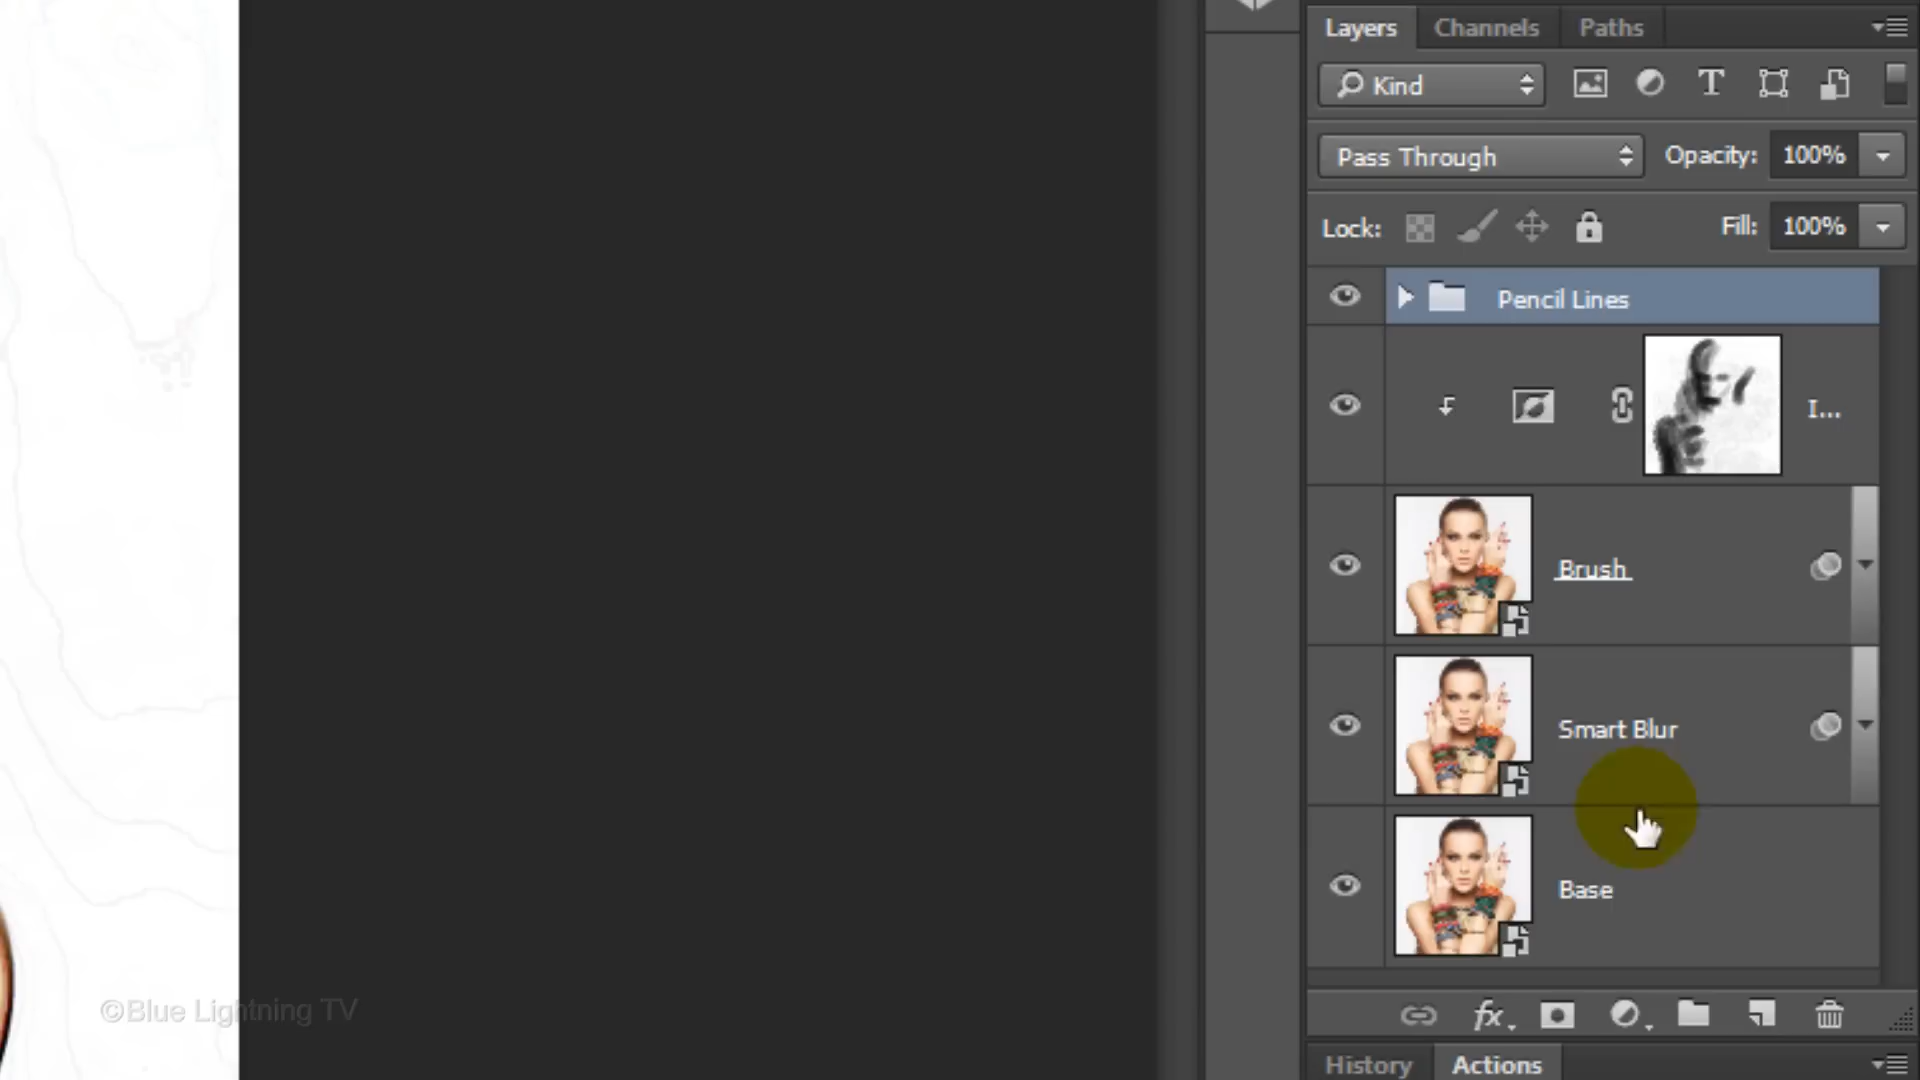 Layers Channels Paths
Kind
Pass Through Opacity: 100%
Lock: Fill: 100%
Pencil Lines
I...
Brush
Smart Blur
Base
fx
©Blue Lightning TV
History Actions